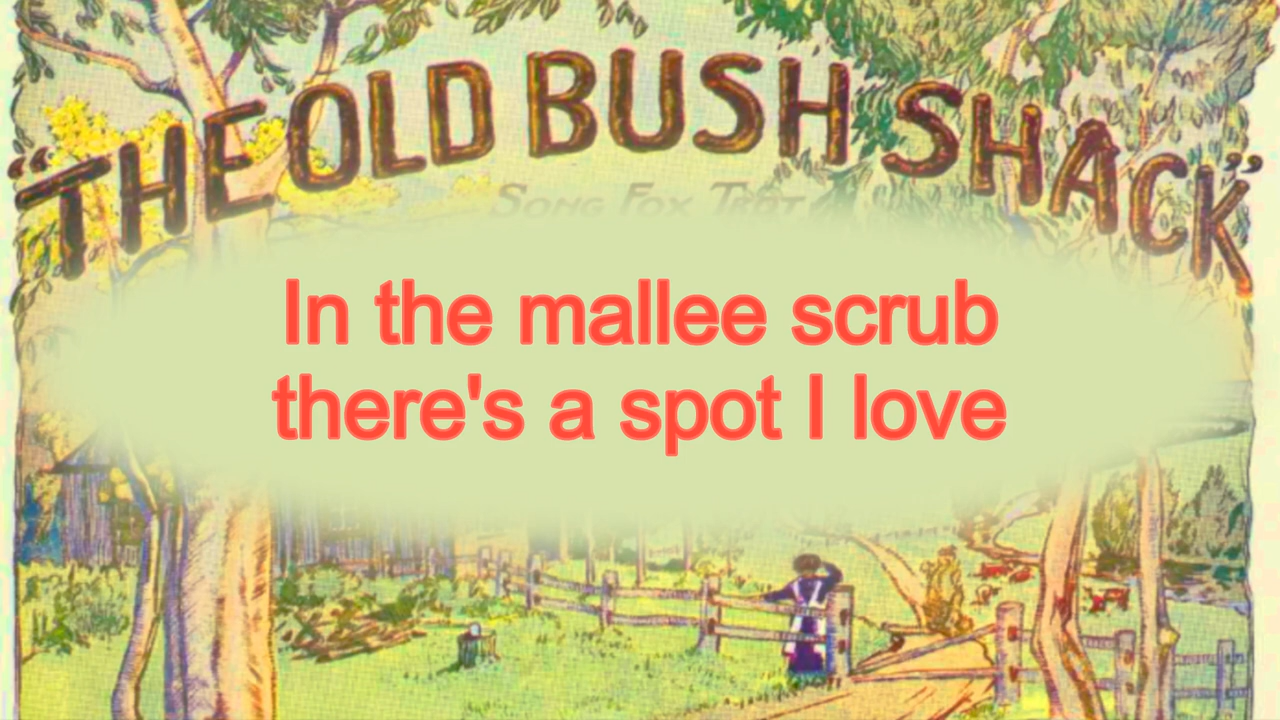 "THE OLD BUSH SHACK"
SONG FOX TROT
In the mallee scrub
there's a spot I love